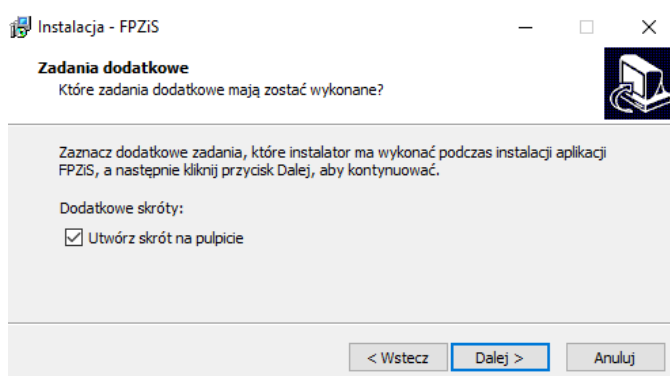 Instalacja - FPZiS
Zadania dodatkowe
Które zadania dodatkowe mają zostać wykonane?
Zaznacz dodatkowe zadania, które instalator ma wykonać podczas instalacji aplikacji
FPZiS, a następnie kliknij przycisk Dalej, aby kontynuować.
Dodatkowe skróty:
Utwórz skrót na pulpicie
< Wstecz
Dalej >
Anuluj